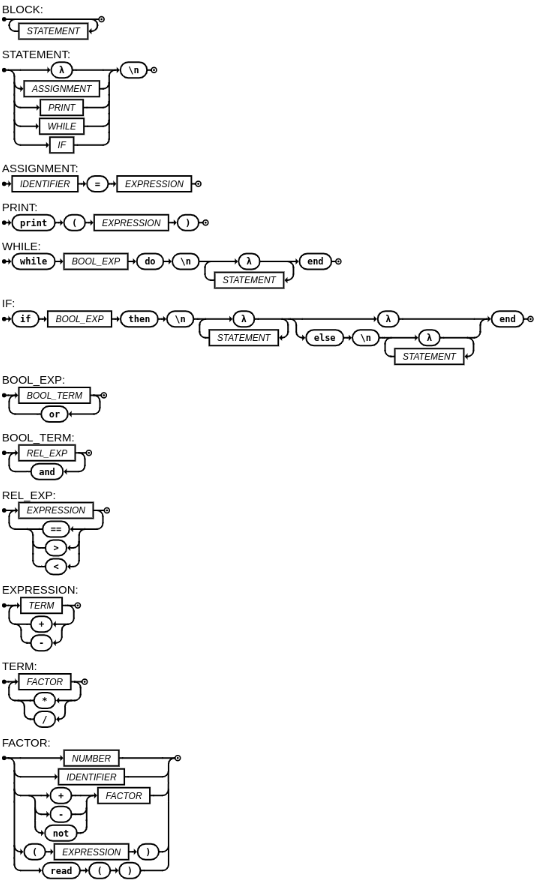 BLOCK:
STATEMENT
STATEMENT:
λ \n
ASSIGNMENT
PRINT
WHILE
IF
ASSIGNMENT:
IDENTIFIER = EXPRESSION
PRINT:
print ( EXPRESSION )
WHILE:
while BOOL_EXP do \n λ end
STATEMENT
IF:
if BOOL_EXP then \n λ λ end
STATEMENT else \n λ
STATEMENT
BOOL_EXP:
BOOL_TERM
or
BOOL_TERM:
REL_EXP
and
REL_EXP:
EXPRESSION
==
>
<
EXPRESSION:
TERM
+
-
TERM:
FACTOR
*
/
FACTOR:
NUMBER
IDENTIFIER
+ FACTOR
-
not
( EXPRESSION )
read ( )